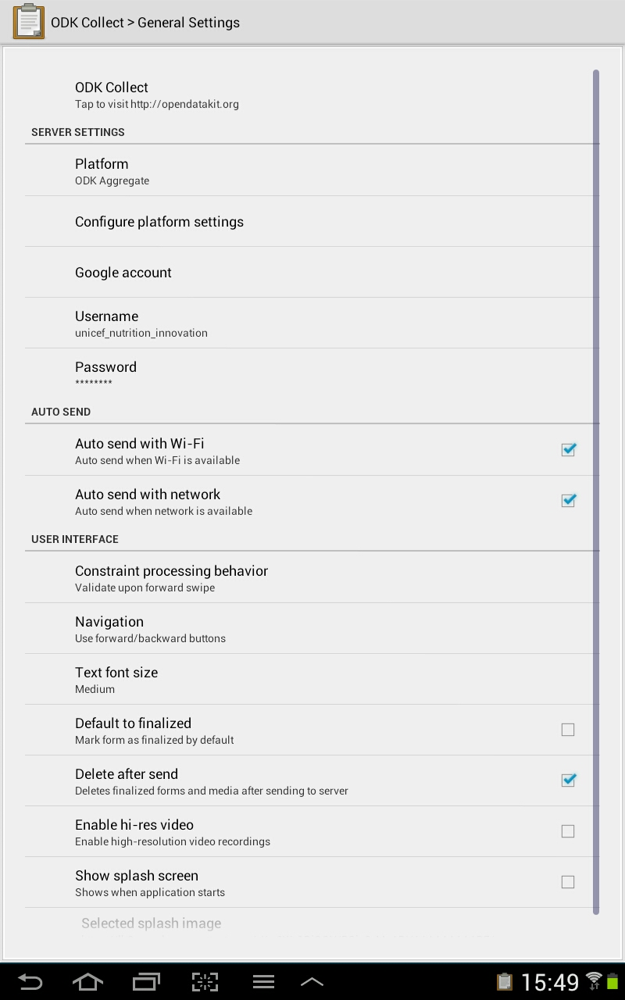 ODK Collect > General Settings
ODK Collect
Tap to visit http://opendatakit.org
SERVER SETTINGS
Platform
ODK Aggregate
Configure platform settings
Google account
Username
unicef_nutrition_innovation
Password
********
AUTO SEND
Auto send with Wi-Fi
Auto send when Wi-Fi is available
Auto send with network
Auto send when network is available
USER INTERFACE
Constraint processing behavior
Validate upon forward swipe
Navigation
Use forward/backward buttons
Text font size
Medium
Default to finalized
Mark form as finalized by default
Delete after send
Deletes finalized forms and media after sending to server
Enable hi-res video
Enable high-resolution video recordings
Show splash screen
Shows when application starts
Selected splash image
15:49